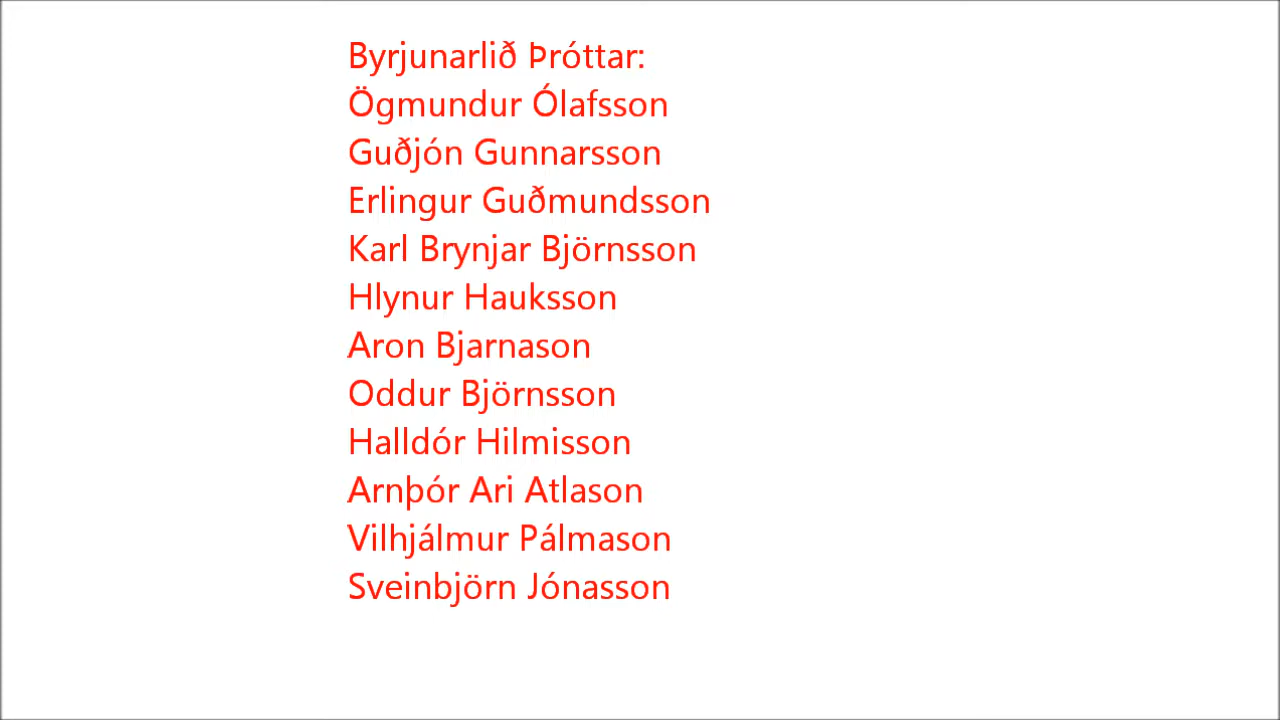 Byrjunarlið Þróttar:
Ögmundur Ólafsson
Guðjón Gunnarsson
Erlingur Guðmundsson
Karl Brynjar Björnsson
Hlynur Hauksson
Aron Bjarnason
Oddur Björnsson
Halldór Hilmisson
Arnþór Ari Atlason
Vilhjálmur Pálmason
Sveinbjörn Jónasson